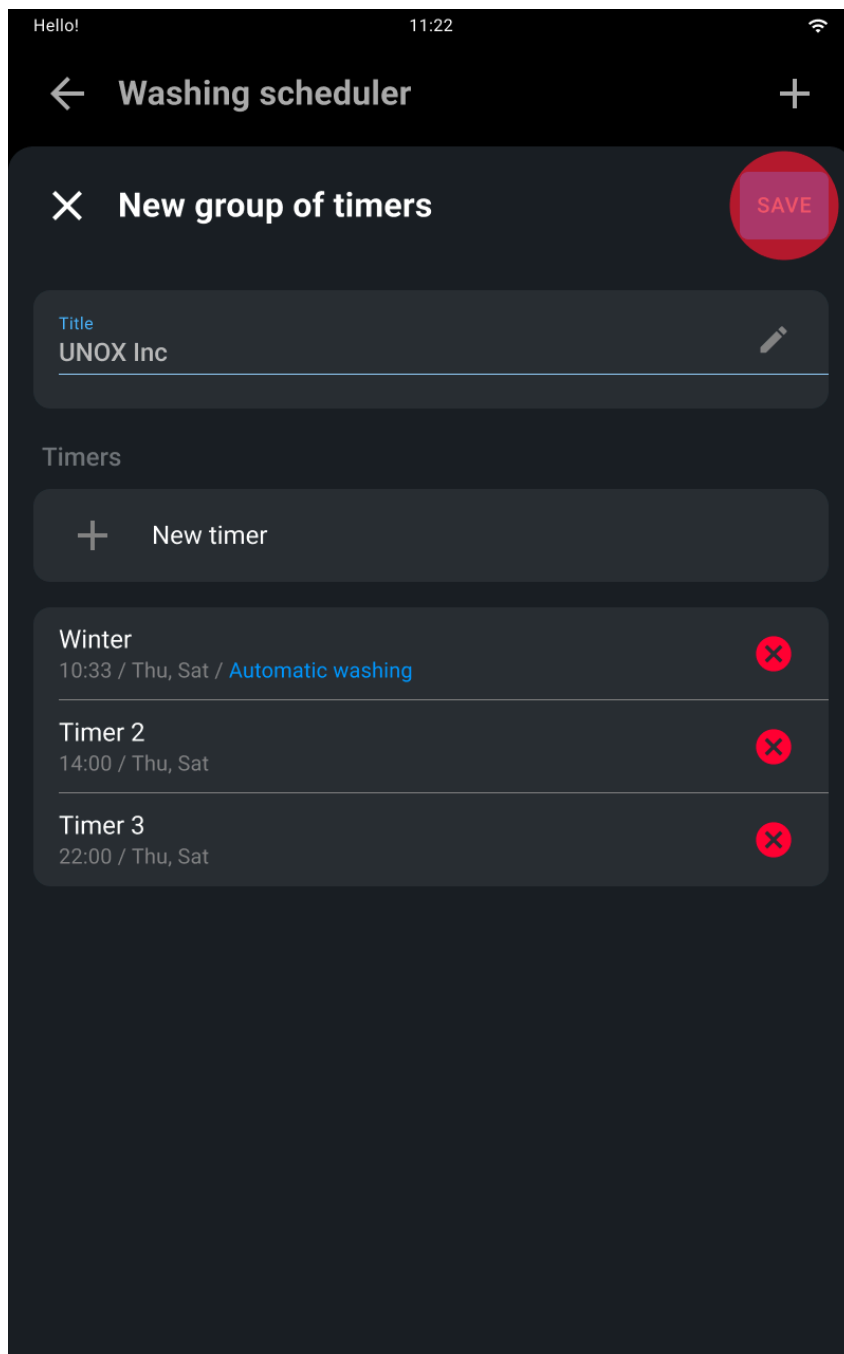 Hello!
11:22
Washing scheduler
New group of timers
SAVE
Title
UNOX Inc
Timers
New timer
Winter
10:33 / Thu, Sat / Automatic washing
Timer 2
14:00 / Thu, Sat
Timer 3
22:00 / Thu, Sat